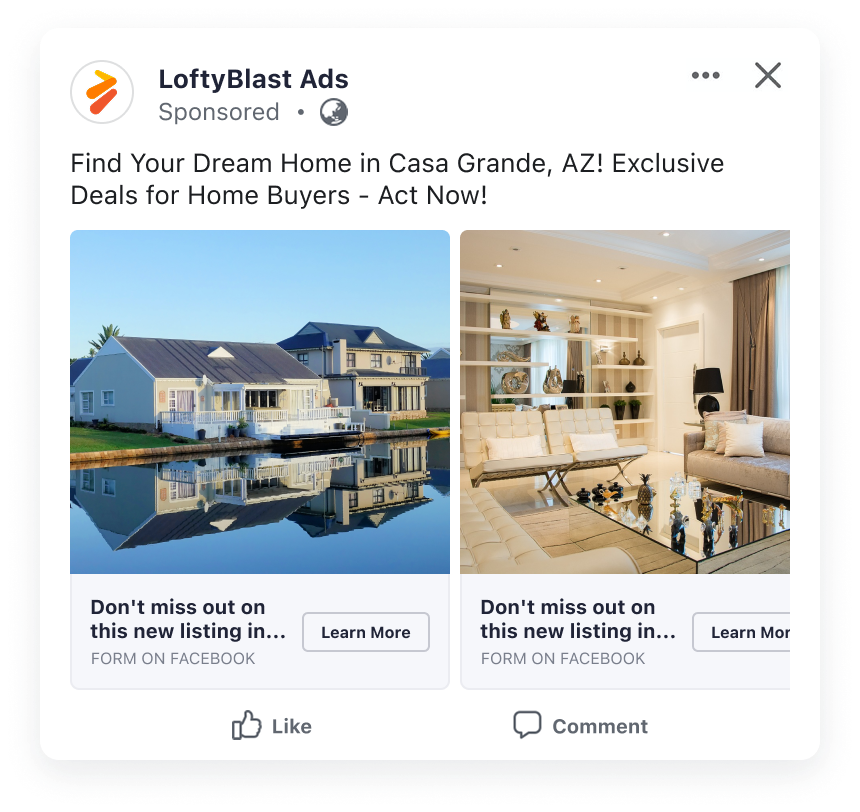 LoftyBlast Ads
Sponsored •
Find Your Dream Home in Casa Grande, AZ! Exclusive
Deals for Home Buyers - Act Now!
Don't miss out on
this new listing in...
FORM ON FACEBOOK
Learn More
Don't miss out on
this new listing in...
FORM ON FACEBOOK
Learn Mor
Like
Comment